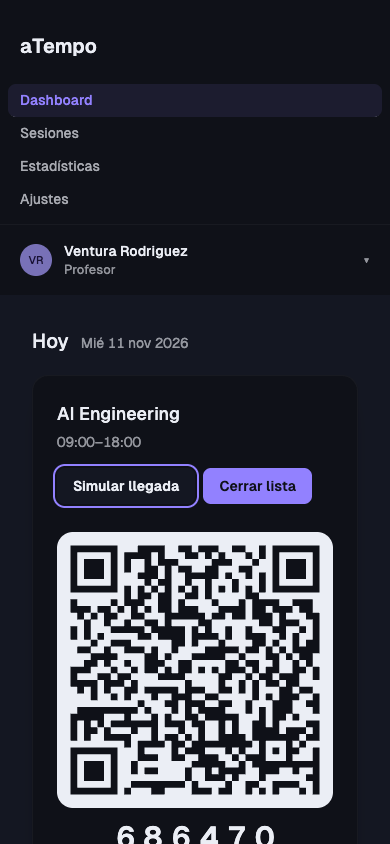 aTempo
Dashboard
Sesiones
Estadísticas
Ajustes
VR
Ventura Rodriguez
Profesor
Hoy Mié 11 nov 2026
AI Engineering
09:00–18:00
Simular llegada Cerrar lista
686470